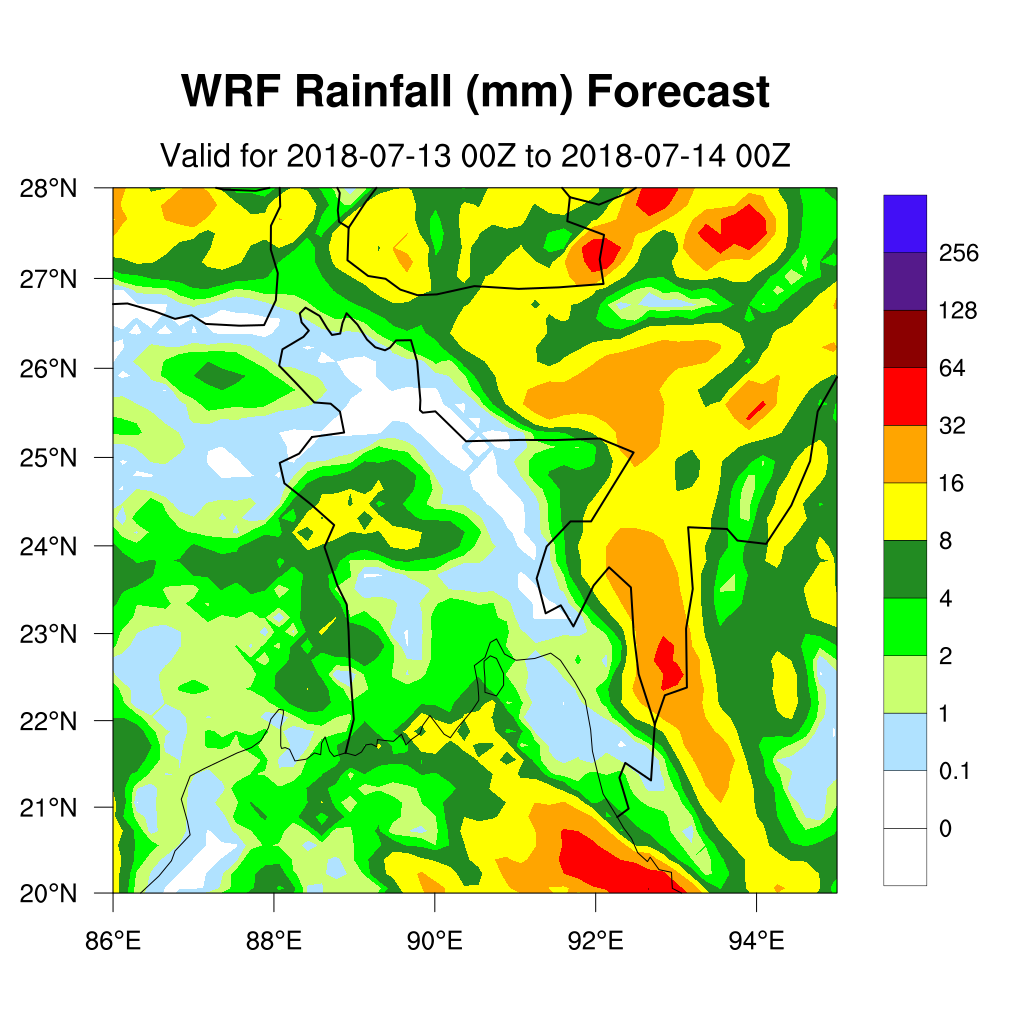 WRF Rainfall (mm) Forecast
Valid for 2018-07-13 00Z to 2018-07-14 00Z
28°N
27°N
26°N
25°N
24°N
23°N
22°N
21°N
20°N
86°E 88°E 90°E 92°E 94°E
256
128
64
32
16
8
4
2
1
0.1
0